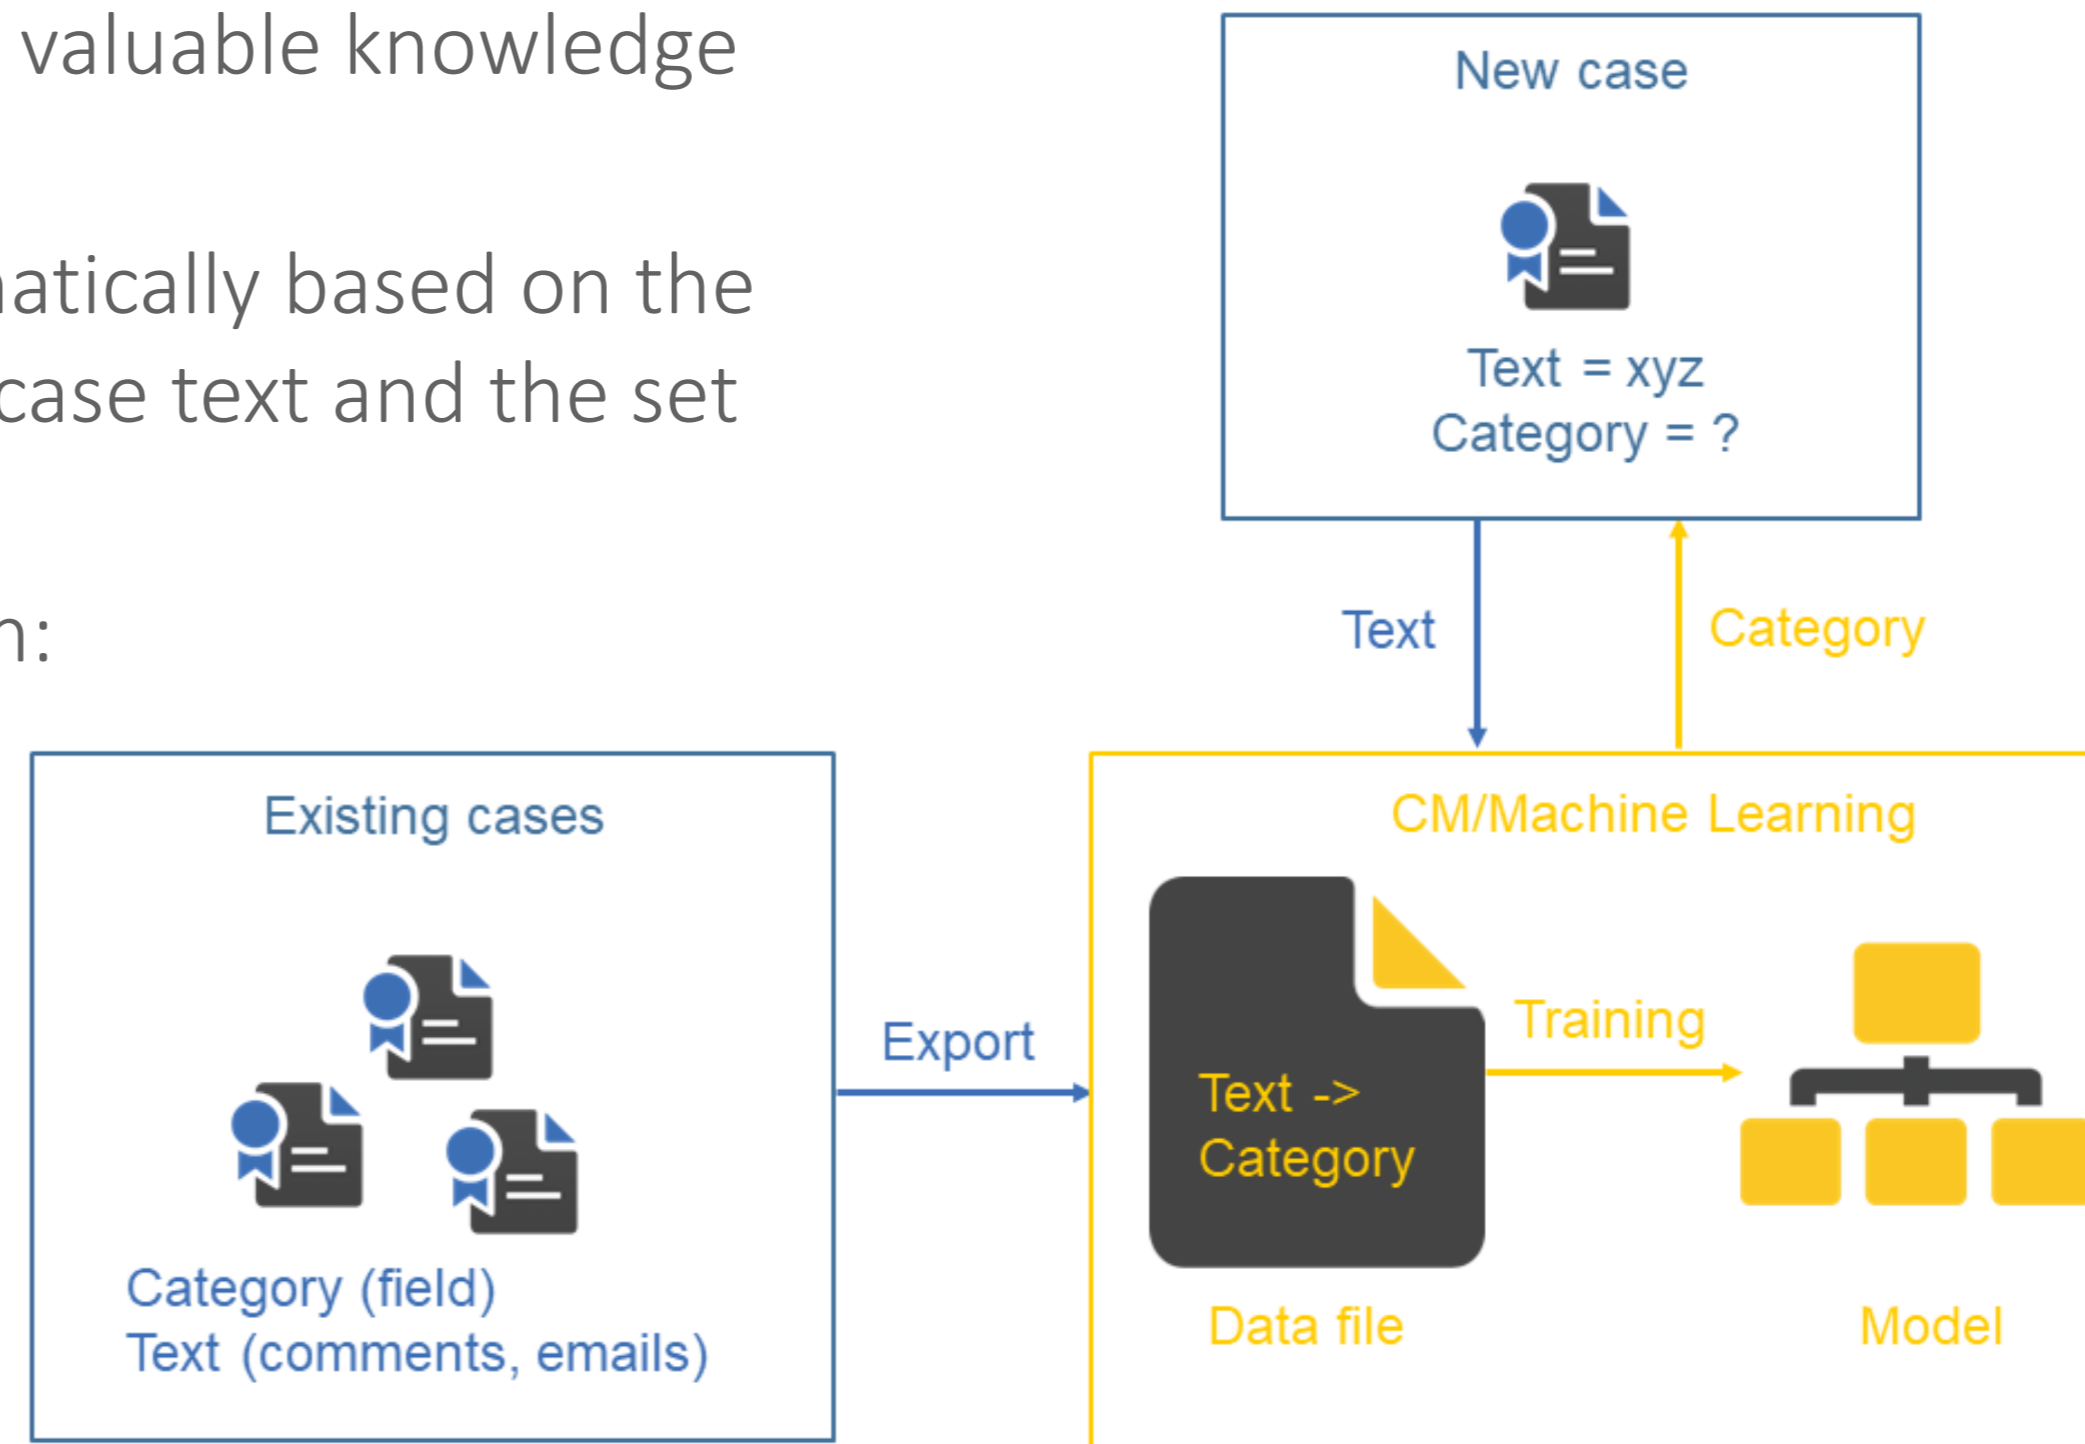 valuable knowledge
atically based on the
case text and the set
n:
New case
Text = xyz
Category = ?
Text
Category
Existing cases
Category (field)
Text (comments, emails)
Export
CM/Machine Learning
Text ->
Category
Training
Data file
Model